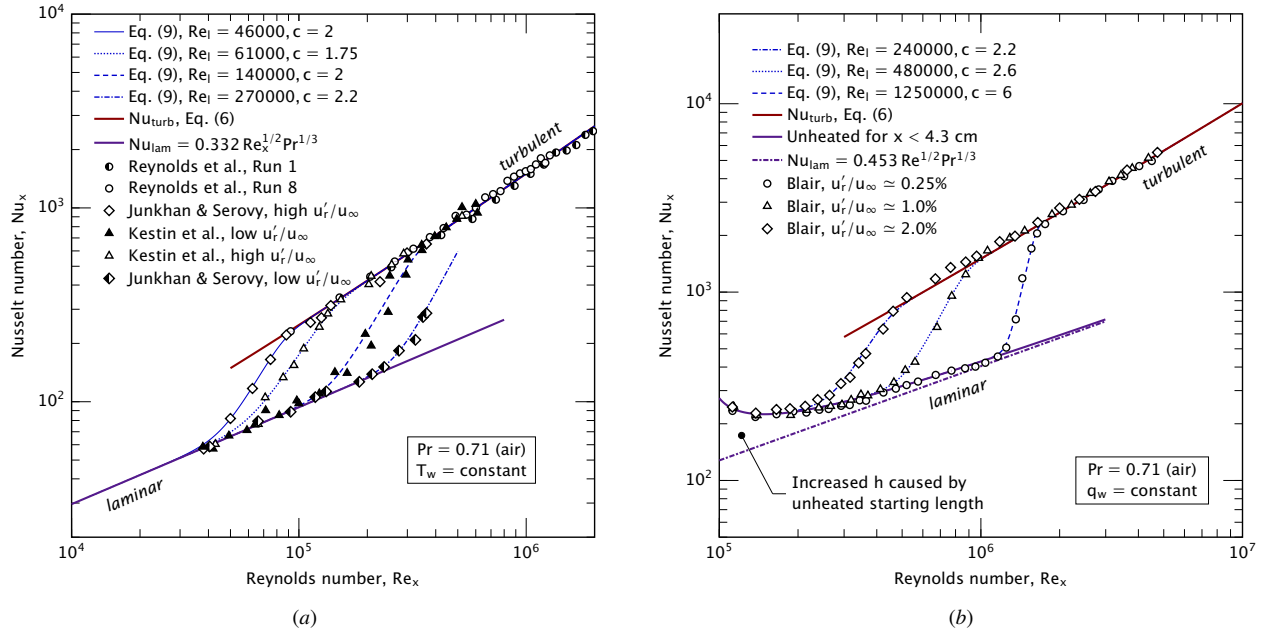 10⁴
10³
10²
Nusselt number, Nuₓ
Eq. (9), Reₗ = 46000, c = 2
Eq. (9), Reₗ = 61000, c = 1.75
Eq. (9), Reₗ = 140000, c = 2
Eq. (9), Reₗ = 270000, c = 2.2
Nu_turb, Eq. (6)
Nu_lam = 0.332 Reₓ^1/2 Pr^1/3
Reynolds et al., Run 1
Reynolds et al., Run 8
Junkhan & Serovy, high u′ᵣ/u∞
Kestin et al., low u′ᵣ/u∞
Kestin et al., high u′ᵣ/u∞
Junkhan & Serovy, low u′ᵣ/u∞
turbulent
laminar
Pr = 0.71 (air)
T_w = constant
10⁴ 10⁵ 10⁶
Reynolds number, Reₓ
(a)
10⁴
10³
10²
Nusselt number, Nuₓ
Eq. (9), Reₗ = 240000, c = 2.2
Eq. (9), Reₗ = 480000, c = 2.6
Eq. (9), Reₗ = 1250000, c = 6
Nu_turb, Eq. (6)
Unheated for x < 4.3 cm
Nu_lam = 0.453 Re^1/2 Pr^1/3
Blair, u′ᵣ/u∞ ≃ 0.25%
Blair, u′ᵣ/u∞ ≃ 1.0%
Blair, u′ᵣ/u∞ ≃ 2.0%
turbulent
laminar
Increased h caused by
unheated starting length
Pr = 0.71 (air)
q_w = constant
10⁵ 10⁶ 10⁷
Reynolds number, Reₓ
(b)